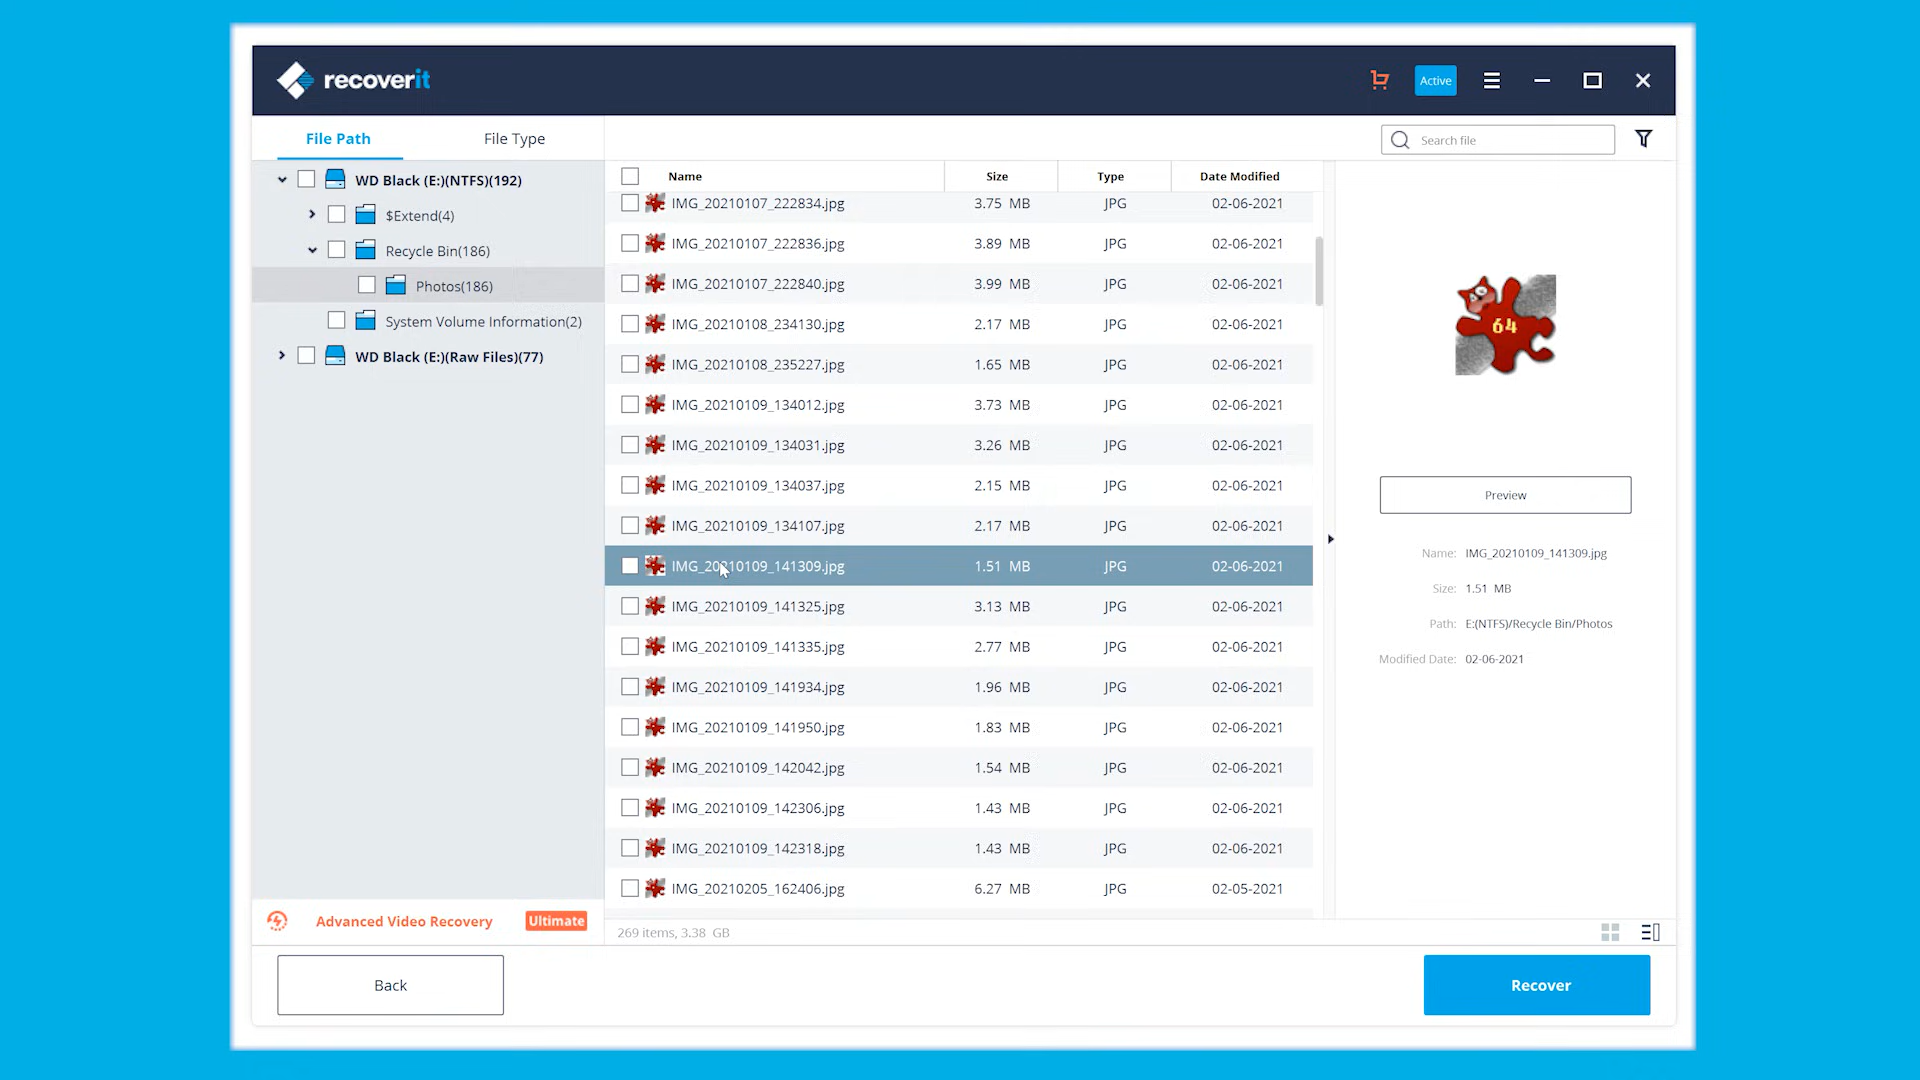 recoverit
Active
File Path
File Type
Search file
WD Black (E:)(NTFS)(192)
$Extend(4)
Recycle Bin(186)
Photos(186)
System Volume Information(2)
WD Black (E:)(Raw Files)(77)
Name Size Type Date Modified
IMG_20210107_222834.jpg 3.75 MB JPG 02-06-2021
IMG_20210107_222836.jpg 3.89 MB JPG 02-06-2021
IMG_20210107_222840.jpg 3.99 MB JPG 02-06-2021
IMG_20210108_234130.jpg 2.17 MB JPG 02-06-2021
IMG_20210108_235227.jpg 1.65 MB JPG 02-06-2021
IMG_20210109_134012.jpg 3.73 MB JPG 02-06-2021
IMG_20210109_134031.jpg 3.26 MB JPG 02-06-2021
IMG_20210109_134037.jpg 2.15 MB JPG 02-06-2021
IMG_20210109_134107.jpg 2.17 MB JPG 02-06-2021
IMG_20210109_141309.jpg 1.51 MB JPG 02-06-2021
IMG_20210109_141325.jpg 3.13 MB JPG 02-06-2021
IMG_20210109_141335.jpg 2.77 MB JPG 02-06-2021
IMG_20210109_141934.jpg 1.96 MB JPG 02-06-2021
IMG_20210109_141950.jpg 1.83 MB JPG 02-06-2021
IMG_20210109_142042.jpg 1.54 MB JPG 02-06-2021
IMG_20210109_142306.jpg 1.43 MB JPG 02-06-2021
IMG_20210109_142318.jpg 1.43 MB JPG 02-06-2021
IMG_20210205_162406.jpg 6.27 MB JPG 02-05-2021
64
Preview
Name: IMG_20210109_141309.jpg
Size: 1.51 MB
Path: E:(NTFS)/Recycle Bin/Photos
Modified Date: 02-06-2021
Advanced Video Recovery Ultimate
269 items, 3.38 GB
Back
Recover